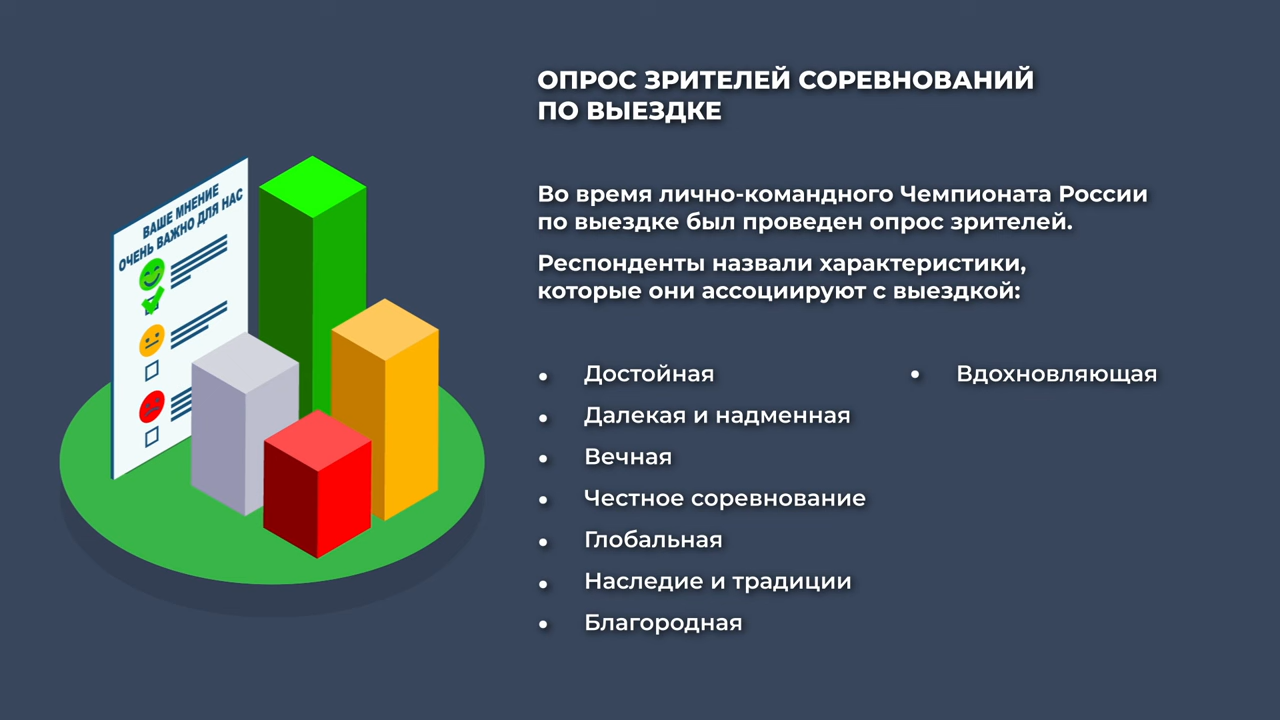 ОПРОС ЗРИТЕЛЕЙ СОРЕВНОВАНИЙ
ПО ВЫЕЗДКЕ
Во время лично-командного Чемпионата России
по выездке был проведен опрос зрителей.
Респонденты назвали характеристики,
которые они ассоциируют с выездкой:
• Достойная
• Далекая и надменная
• Вечная
• Честное соревнование
• Глобальная
• Наследие и традиции
• Благородная
• Вдохновляющая
ВАШЕ МНЕНИЕ
ОЧЕНЬ ВАЖНО ДЛЯ НАС